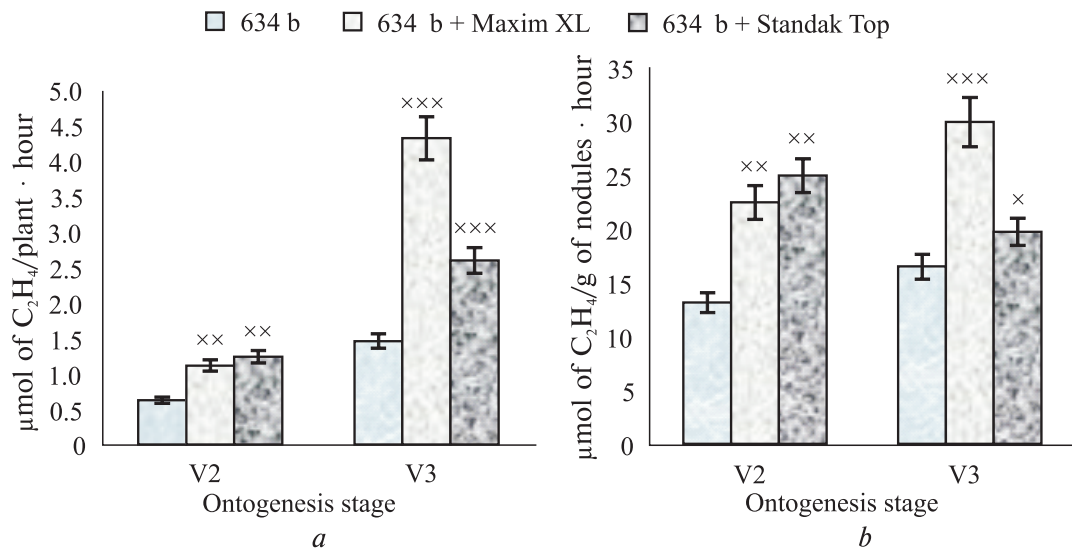 634 b 634 b + Maxim XL 634 b + Standak Top
μmol of C₂H₄/plant · hour
5.0
4.5
4.0
3.5
3.0
2.5
2.0
1.5
1.0
0.5
0
×× ×× ××× ×××
V2 V3
Ontogenesis stage
a
μmol of C₂H₄/g of nodules · hour
35
30
25
20
15
10
5
0
×× ×× ××× ×
V2 V3
Ontogenesis stage
b